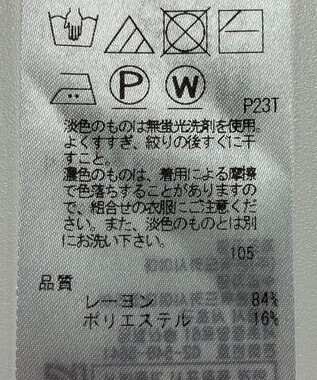 P W
P23T
淡色のものは無蛍光洗剤を使用。
よくすすぎ、絞りの後すぐに干
すこと。
濃色のものは、着用による摩擦
で色落ちすることがありますの
で、組合せの衣服にご注意くだ
さい。また、淡色のものとは別
にお洗い下さい。
105
品質
レーヨン 84%
ポリエステル 16%